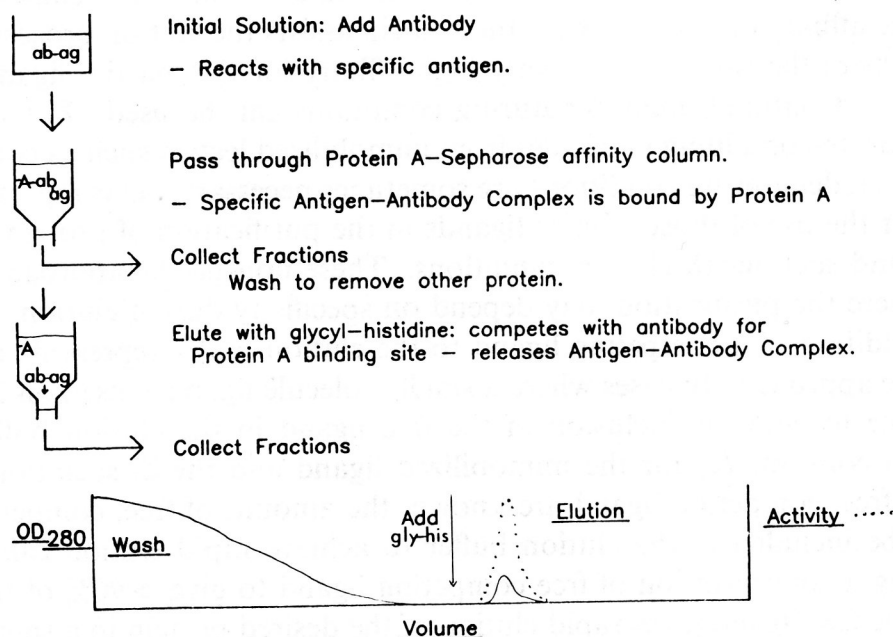 Initial Solution: Add Antibody
ab-ag
– Reacts with specific antigen.
Pass through Protein A–Sepharose affinity column.
A-ab
ag
– Specific Antigen–Antibody Complex is bound by Protein A
Collect Fractions
Wash to remove other protein.
Elute with glycyl–histidine: competes with antibody for
A
Protein A binding site – releases Antigen–Antibody Complex.
ab-ag
Collect Fractions
OD280
Wash
Add
gly-his
Elution
Activity ....
Volume